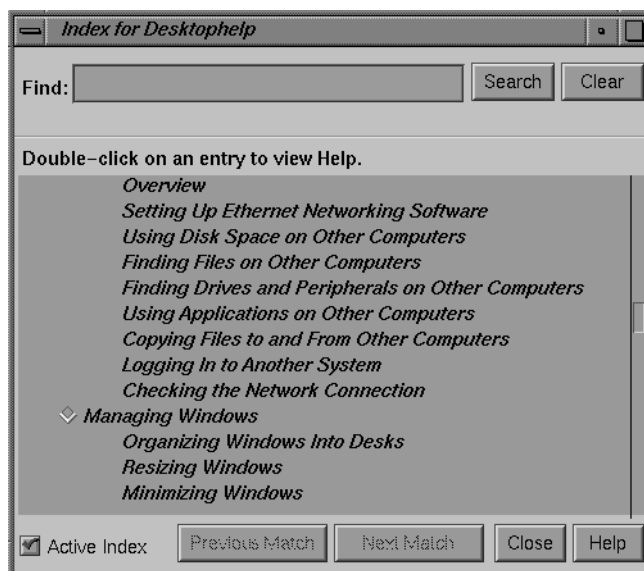 Index for Desktophelp
Find:
Search
Clear
Double-click on an entry to view Help.
Overview
Setting Up Ethernet Networking Software
Using Disk Space on Other Computers
Finding Files on Other Computers
Finding Drives and Peripherals on Other Computers
Using Applications on Other Computers
Copying Files to and From Other Computers
Logging In to Another System
Checking the Network Connection
Managing Windows
Organizing Windows Into Desks
Resizing Windows
Minimizing Windows
Active Index
Previous Match
Next Match
Close
Help